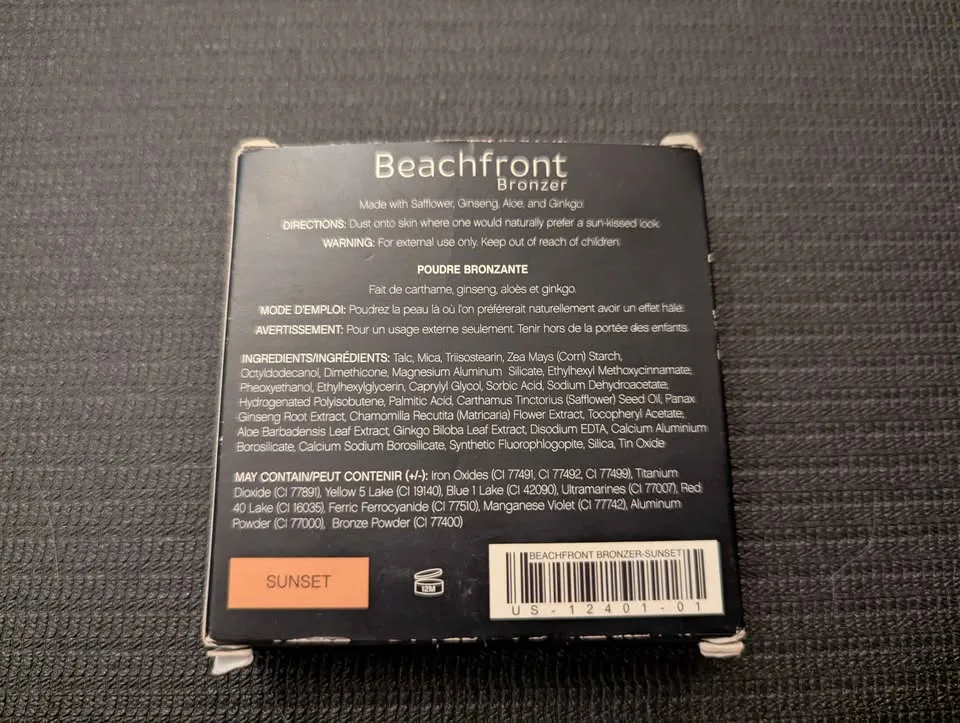 Beachfront
Bronzer
Made with Safflower, Ginseng, Aloe, and Ginkgo.
DIRECTIONS: Dust onto skin where one would naturally prefer a sun-kissed look.
WARNING: For external use only. Keep out of reach of children.
POUDRE BRONZANTE
Fait de carthame, ginseng, aloès et ginkgo.
MODE D'EMPLOI: Poudrez la peau là où l'on préférerait naturellement avoir un effet hâle.
AVERTISSEMENT: Pour un usage externe seulement. Tenir hors de la portée des enfants.
INGREDIENTS/INGRÉDIENTS: Talc, Mica, Triisostearin, Zea Mays (Corn) Starch,
Octyldodecanol, Dimethicone, Magnesium Aluminum Silicate, Ethylhexyl Methoxycinnamate,
Pheoxyethanol, Ethylhexylglycerin, Caprylyl Glycol, Sorbic Acid, Sodium Dehydroacetate,
Hydrogenated Polyisobutene, Palmitic Acid, Carthamus Tinctorius (Safflower) Seed Oil, Panax
Ginseng Root Extract, Chamomilla Recutita (Matricaria) Flower Extract, Tocopheryl Acetate,
Aloe Barbadensis Leaf Extract, Ginkgo Biloba Leaf Extract, Disodium EDTA, Calcium Aluminium
Borosilicate, Calcium Sodium Borosilicate, Synthetic Fluorophlogopite, Silica, Tin Oxide
MAY CONTAIN/PEUT CONTENIR (+/-): Iron Oxides (CI 77491, CI 77492, CI 77499), Titanium
Dioxide (CI 77891), Yellow 5 Lake (CI 19140), Blue 1 Lake (CI 42090), Ultramarines (CI 77007), Red
40 Lake (CI 16035), Ferric Ferrocyanide (CI 77510), Manganese Violet (CI 77742), Aluminum
Powder (CI 77000), Bronze Powder (CI 77400)
SUNSET
12M
BEACHFRONT BRONZER-SUNSET
US-12401-01